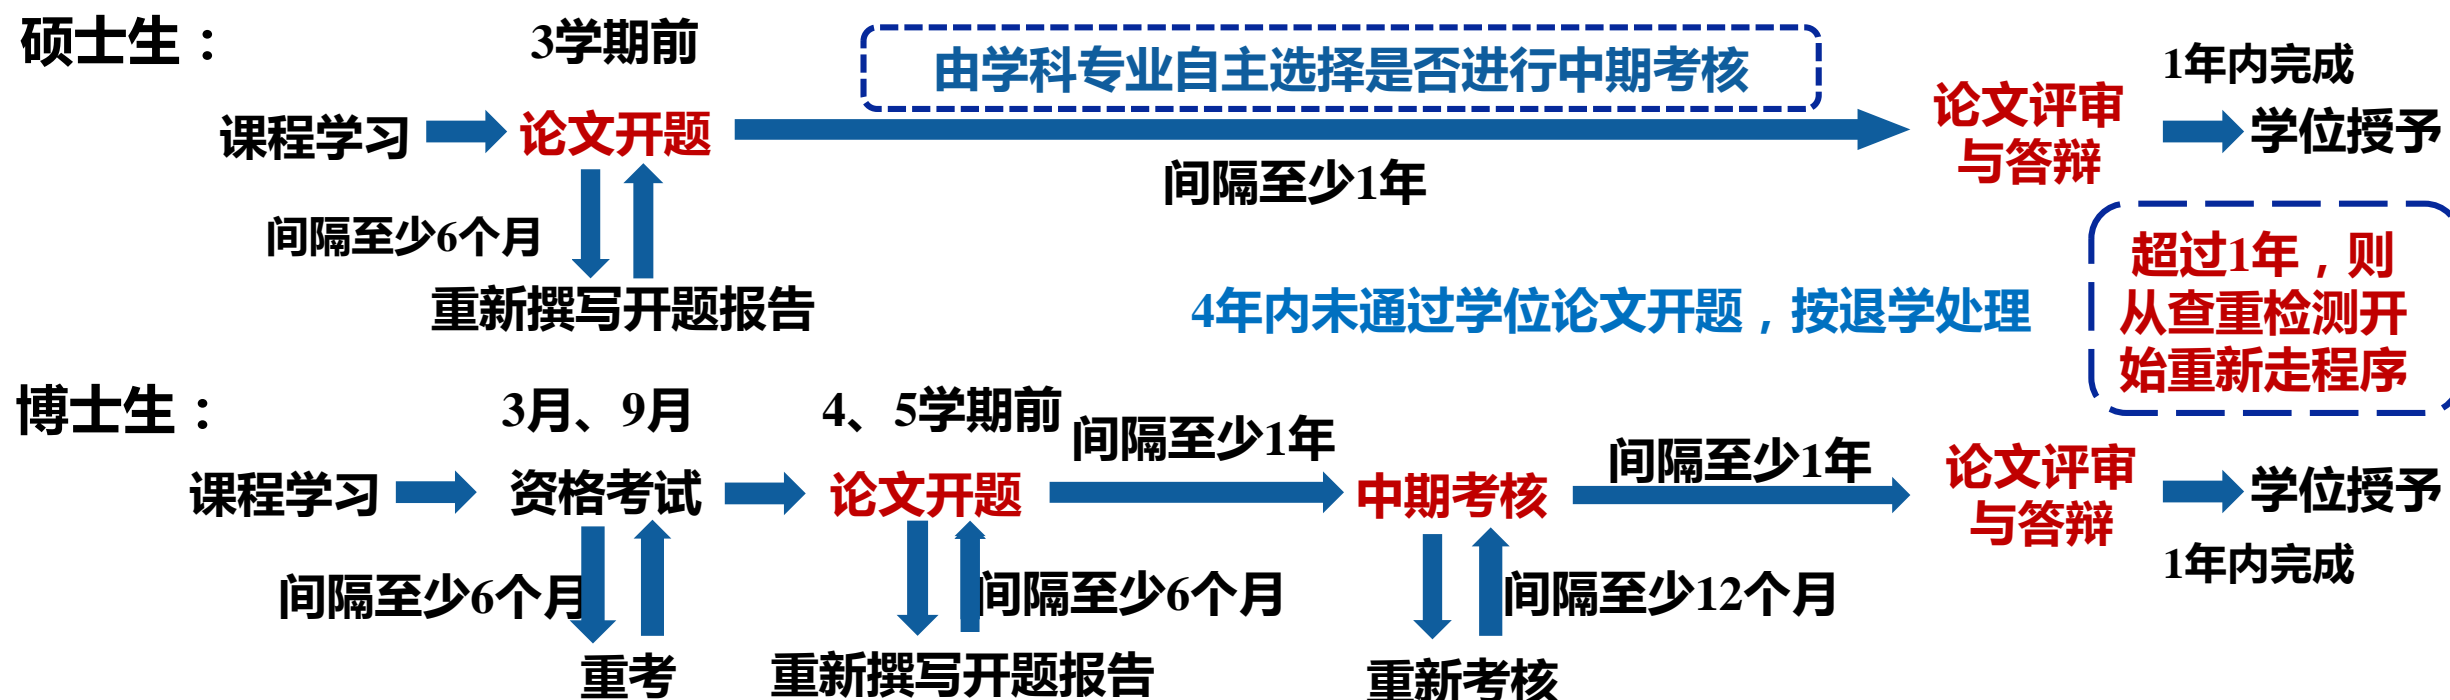 硕士生：
3学期前
由学科专业自主选择是否进行中期考核
1年内完成
课程学习
论文开题
论文评审
与答辩
学位授予
间隔至少1年
间隔至少6个月
重新撰写开题报告
4年内未通过学位论文开题，按退学处理
超过1年，则
从查重检测开
始重新走程序
博士生：
3月、9月
4、5学期前
间隔至少1年
间隔至少1年
课程学习
资格考试
论文开题
中期考核
论文评审
与答辩
学位授予
1年内完成
间隔至少6个月
间隔至少6个月
间隔至少12个月
重考
重新撰写开题报告
重新考核